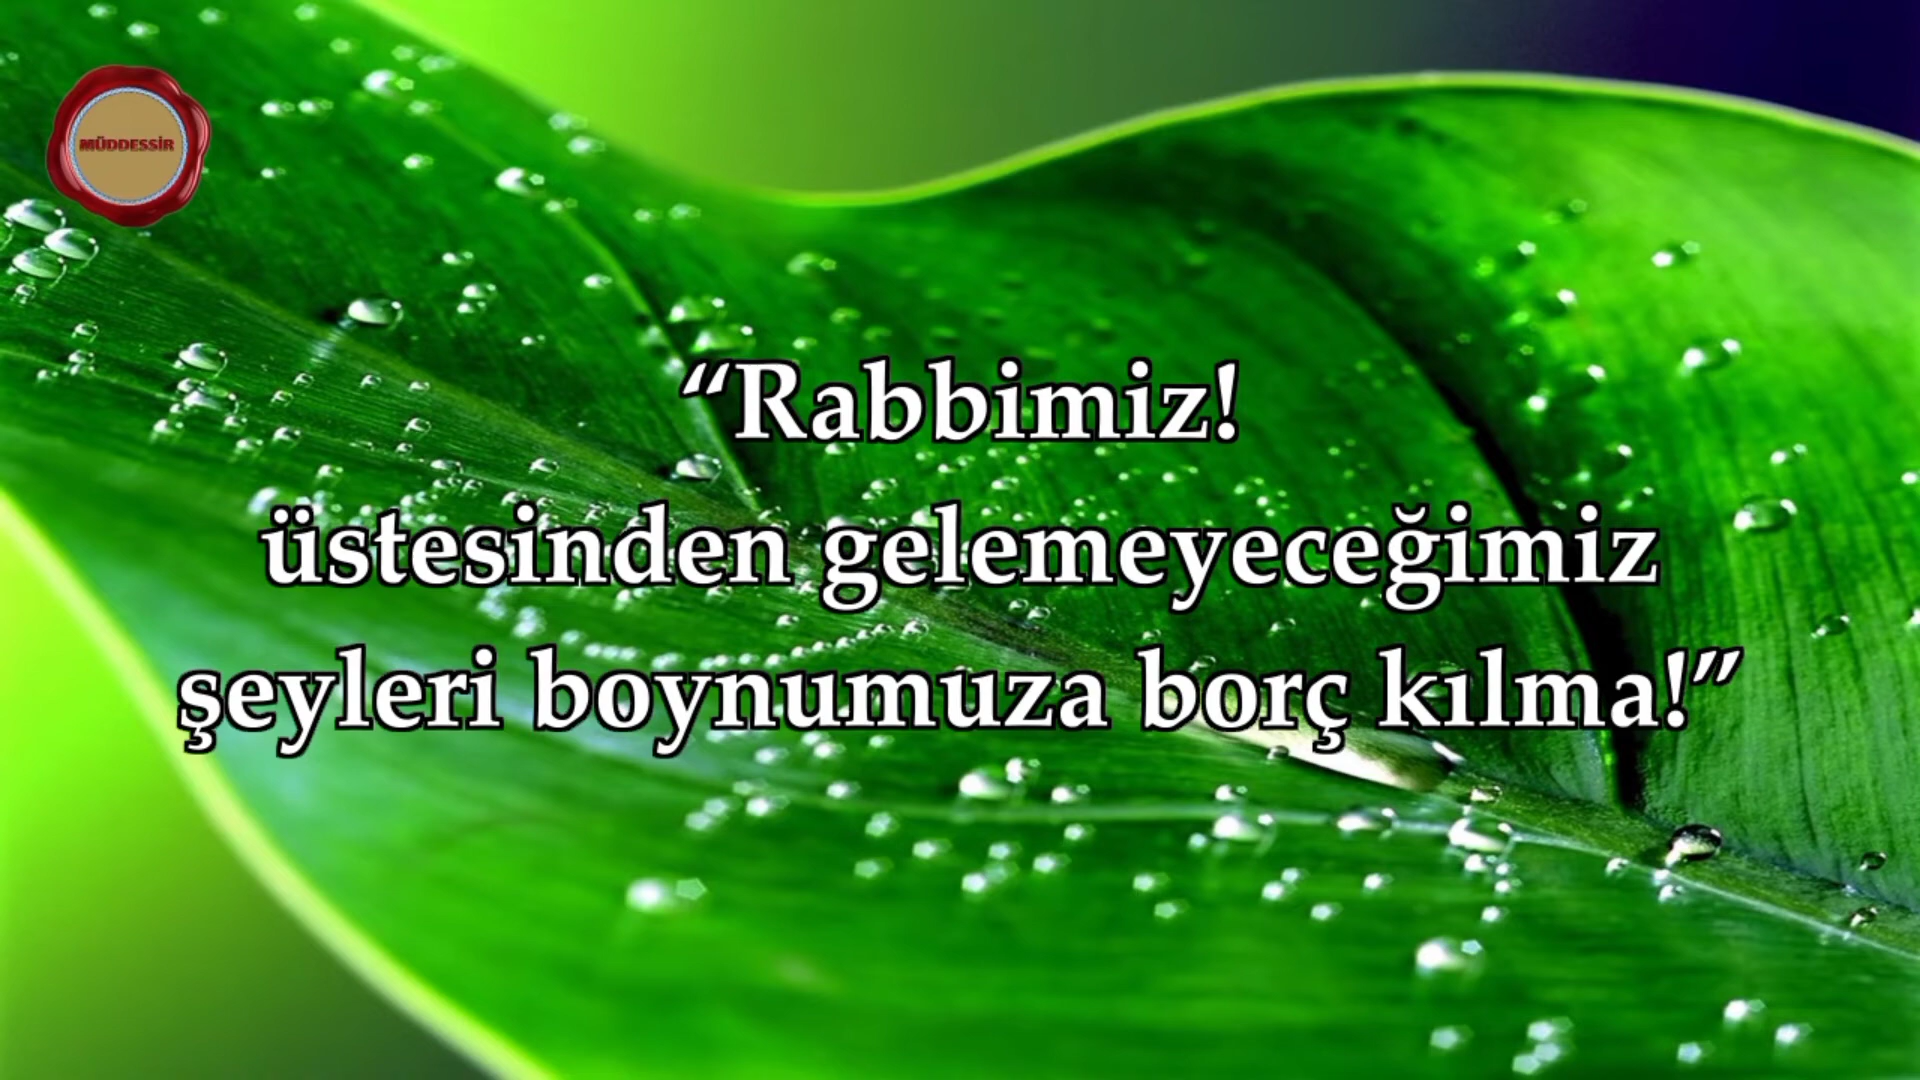 MÜDDESSİR
“Rabbimiz!
üstesinden gelemeyeceğimiz
şeyleri boynumuza borç kılma!”